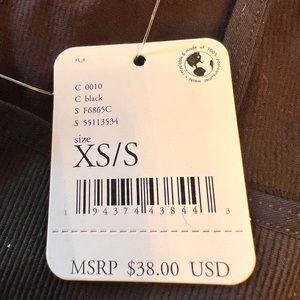 C 0010
C black
S F6865C
S 55113534
size
XS/S
1 94374 43844 3
MSRP $38.00 USD